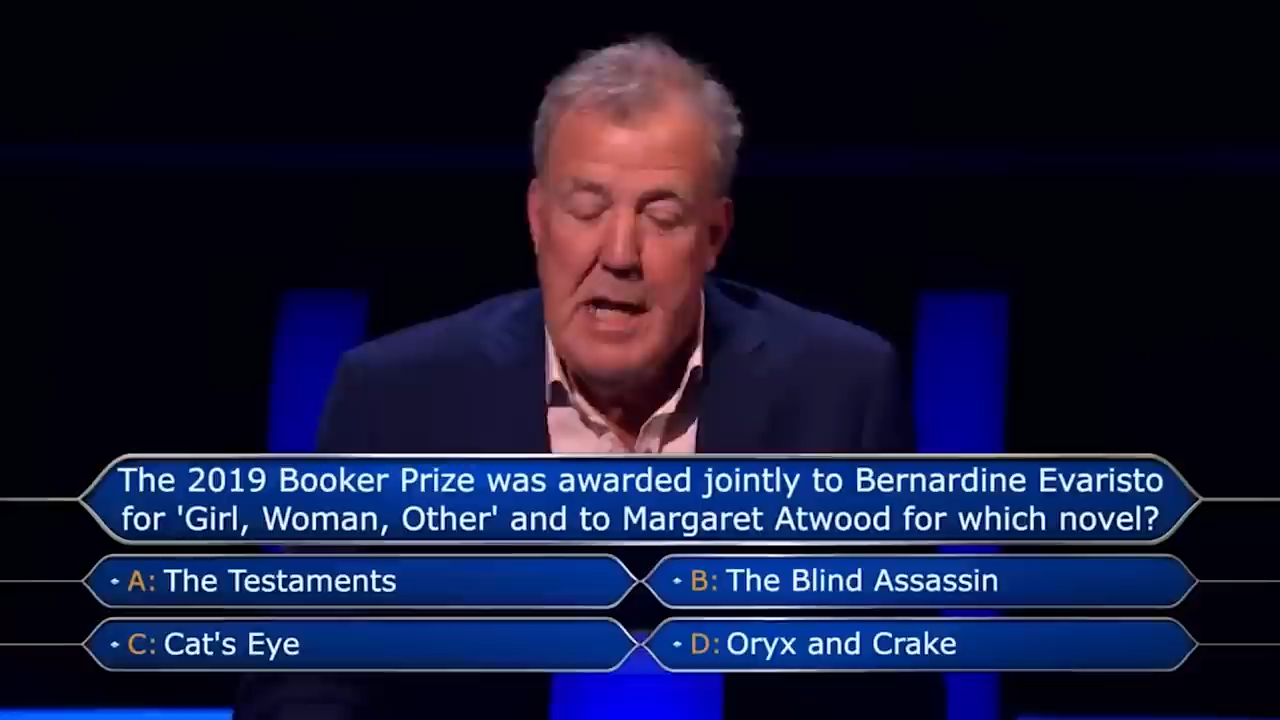 The 2019 Booker Prize was awarded jointly to Bernardine Evaristo
for 'Girl, Woman, Other' and to Margaret Atwood for which novel?
A: The Testaments
B: The Blind Assassin
C: Cat's Eye
D: Oryx and Crake